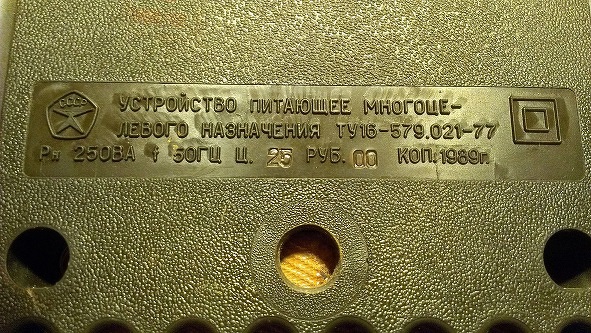 СССР
УСТРОЙСТВО ПИТАЮЩЕЕ МНОГОЦЕ-
ЛЕВОГО НАЗНАЧЕНИЯ ТУ16-579.021-77
Рн 250ВА f 50ГЦ Ц. 25 РУБ. 00 КОП. 1989г.